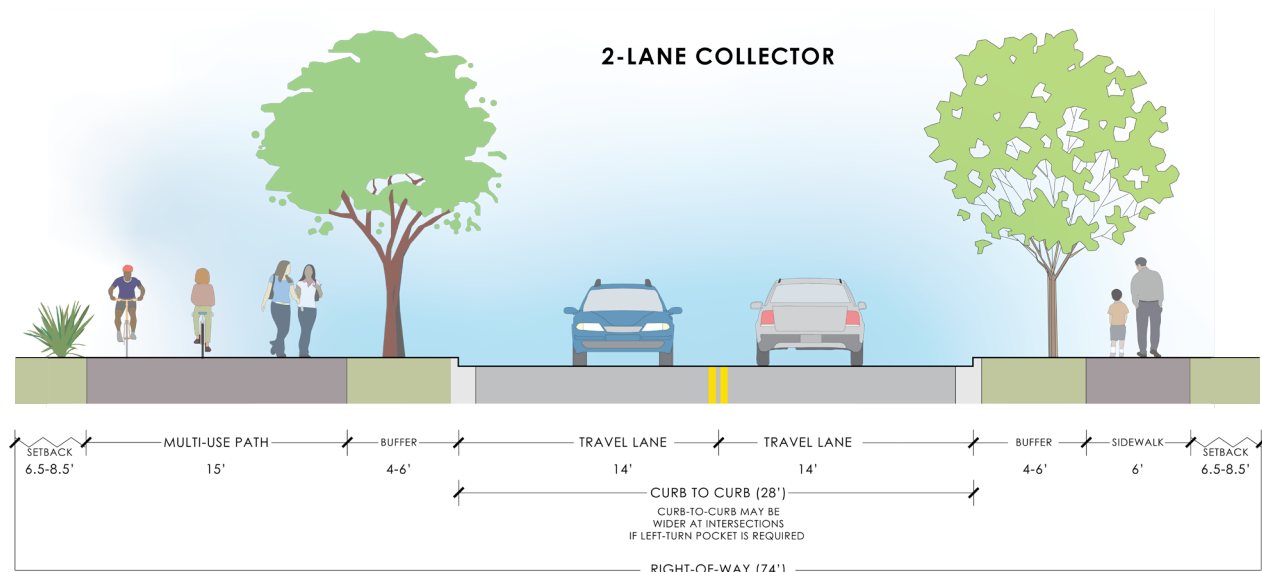 2-LANE COLLECTOR
SETBACK
6.5-8.5'
MULTI-USE PATH
15'
BUFFER
4-6'
TRAVEL LANE
14'
TRAVEL LANE
14'
BUFFER
4-6'
SIDEWALK
6'
SETBACK
6.5-8.5'
CURB TO CURB (28')
CURB-TO-CURB MAY BE
WIDER AT INTERSECTIONS
IF LEFT-TURN POCKET IS REQUIRED
RIGHT-OF-WAY (74')